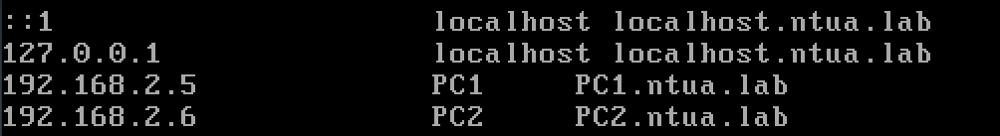 ::1 localhost localhost.ntua.lab
127.0.0.1 localhost localhost.ntua.lab
192.168.2.5 PC1 PC1.ntua.lab
192.168.2.6 PC2 PC2.ntua.lab